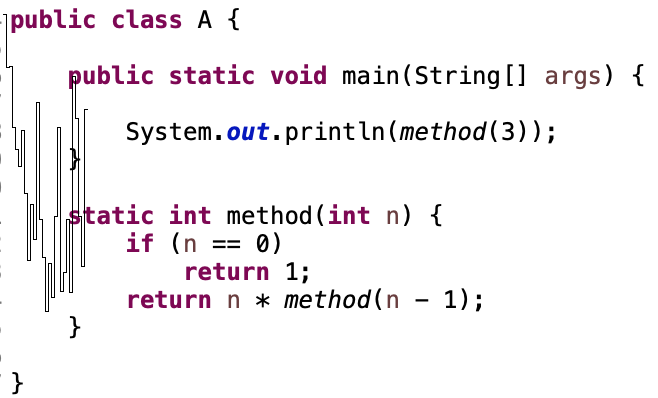 public class A {
public static void main(String[] args) {
System.out.println(method(3));
}
static int method(int n) {
if (n == 0)
return 1;
return n * method(n - 1);
}
}